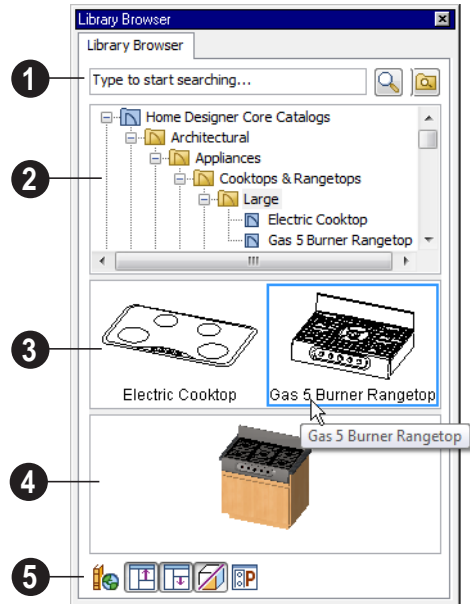 Library Browser
Library Browser
1
Type to start searching...
Home Designer Core Catalogs
Architectural
2
Appliances
Cooktops & Rangetops
Large
Electric Cooktop
Gas 5 Burner Rangetop
3
Electric Cooktop
Gas 5 Burner Rangetop
Gas 5 Burner Rangetop
4
5
P